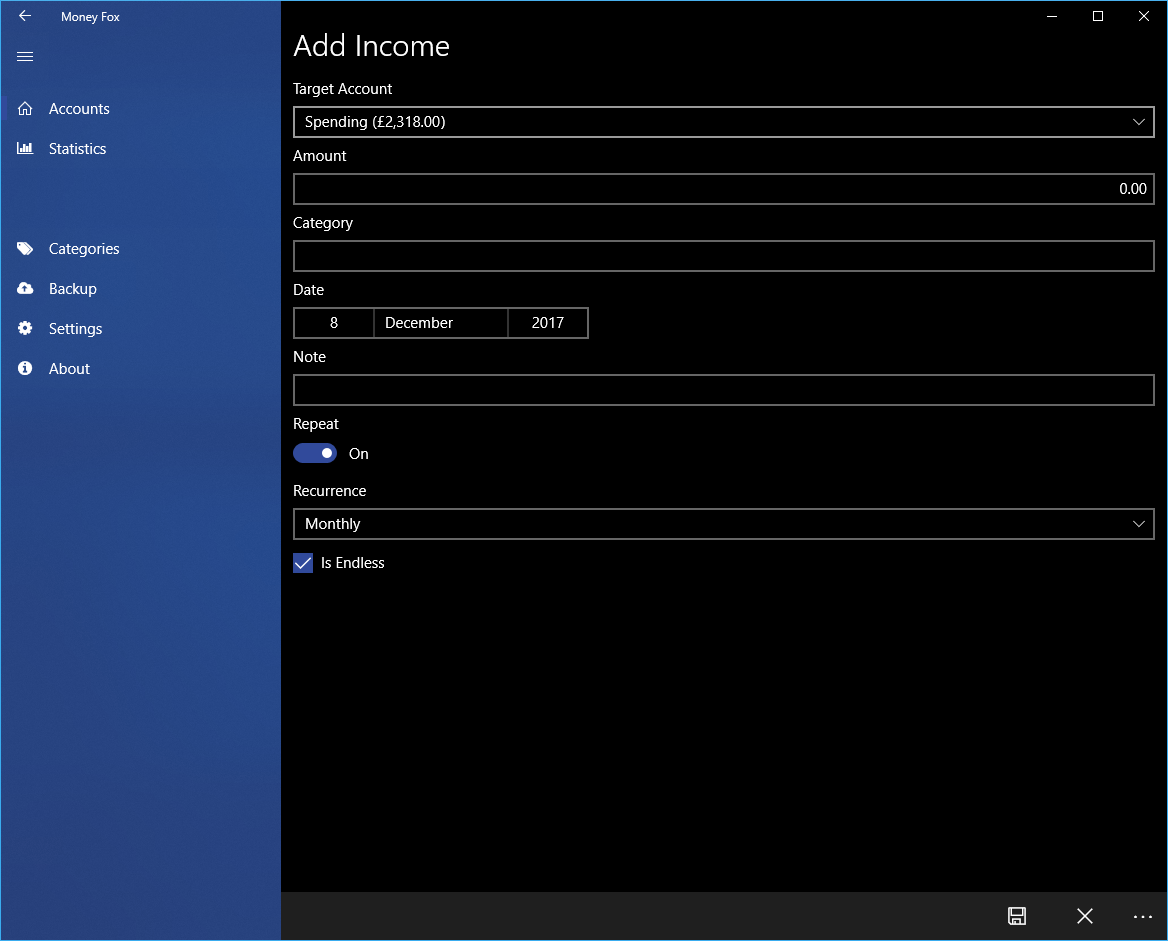 Money Fox
Accounts
Statistics
Categories
Backup
Settings
About
Add Income
Target Account
Spending (£2,318.00)
Amount
0.00
Category
Date
8 December 2017
Note
Repeat
On
Recurrence
Monthly
Is Endless